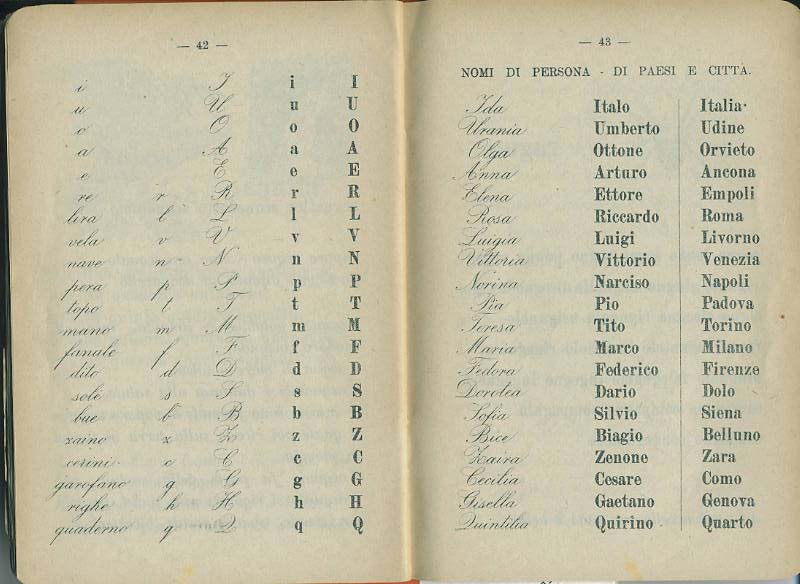 — 42 —
i I i I
u U u U
o O o O
a A a A
e E e E
re r R r R
lira l L l L
vela v V v V
nave n N n N
pera p P p P
topo t T t T
mano m M m M
fanale f F f F
dito d D d D
sole s S s S
bue b B b B
zaino z Z z Z
cerini c C c C
garofano g G g G
righe h H h H
quaderno q Q q Q
— 43 —
NOMI DI PERSONA - DI PAESI E CITTÀ.
Ida Italo Italia
Urania Umberto Udine
Olga Ottone Orvieto
Anna Arturo Ancona
Elena Ettore Empoli
Rosa Riccardo Roma
Luigia Luigi Livorno
Vittoria Vittorio Venezia
Norina Narciso Napoli
Pia Pio Padova
Teresa Tito Torino
Maria Marco Milano
Fedora Federico Firenze
Dorotea Dario Dolo
Sofia Silvio Siena
Bice Biagio Belluno
Zaira Zenone Zara
Cecilia Cesare Como
Gisella Gaetano Genova
Quintilia Quirino Quarto